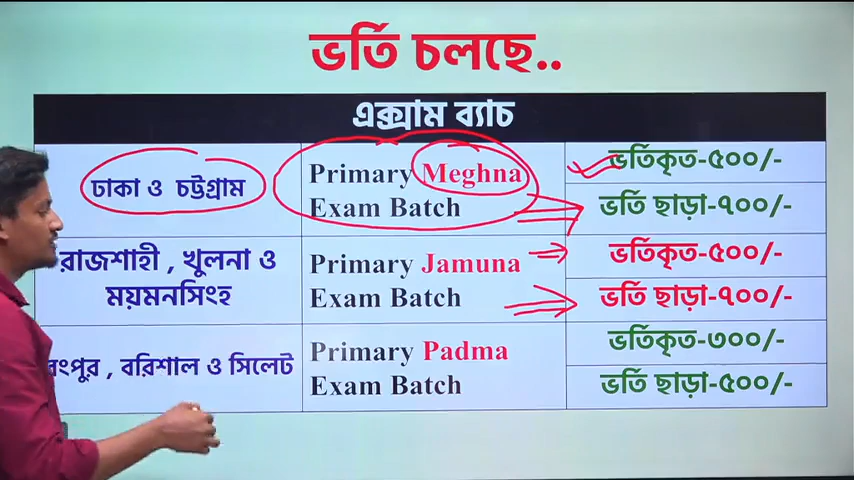 ভর্তি চলছে..
এক্সাম ব্যাচ
ঢাকা ও চট্টগ্রাম
Primary Meghna
Exam Batch
ভর্তিকৃত-৫০০/-
ভর্তি ছাড়া-৭০০/-
রাজশাহী , খুলনা ও
ময়মনসিংহ
Primary Jamuna
Exam Batch
ভর্তিকৃত-৫০০/-
ভর্তি ছাড়া-৭০০/-
রংপুর , বরিশাল ও সিলেট
Primary Padma
Exam Batch
ভর্তিকৃত-৩০০/-
ভর্তি ছাড়া-৫০০/-